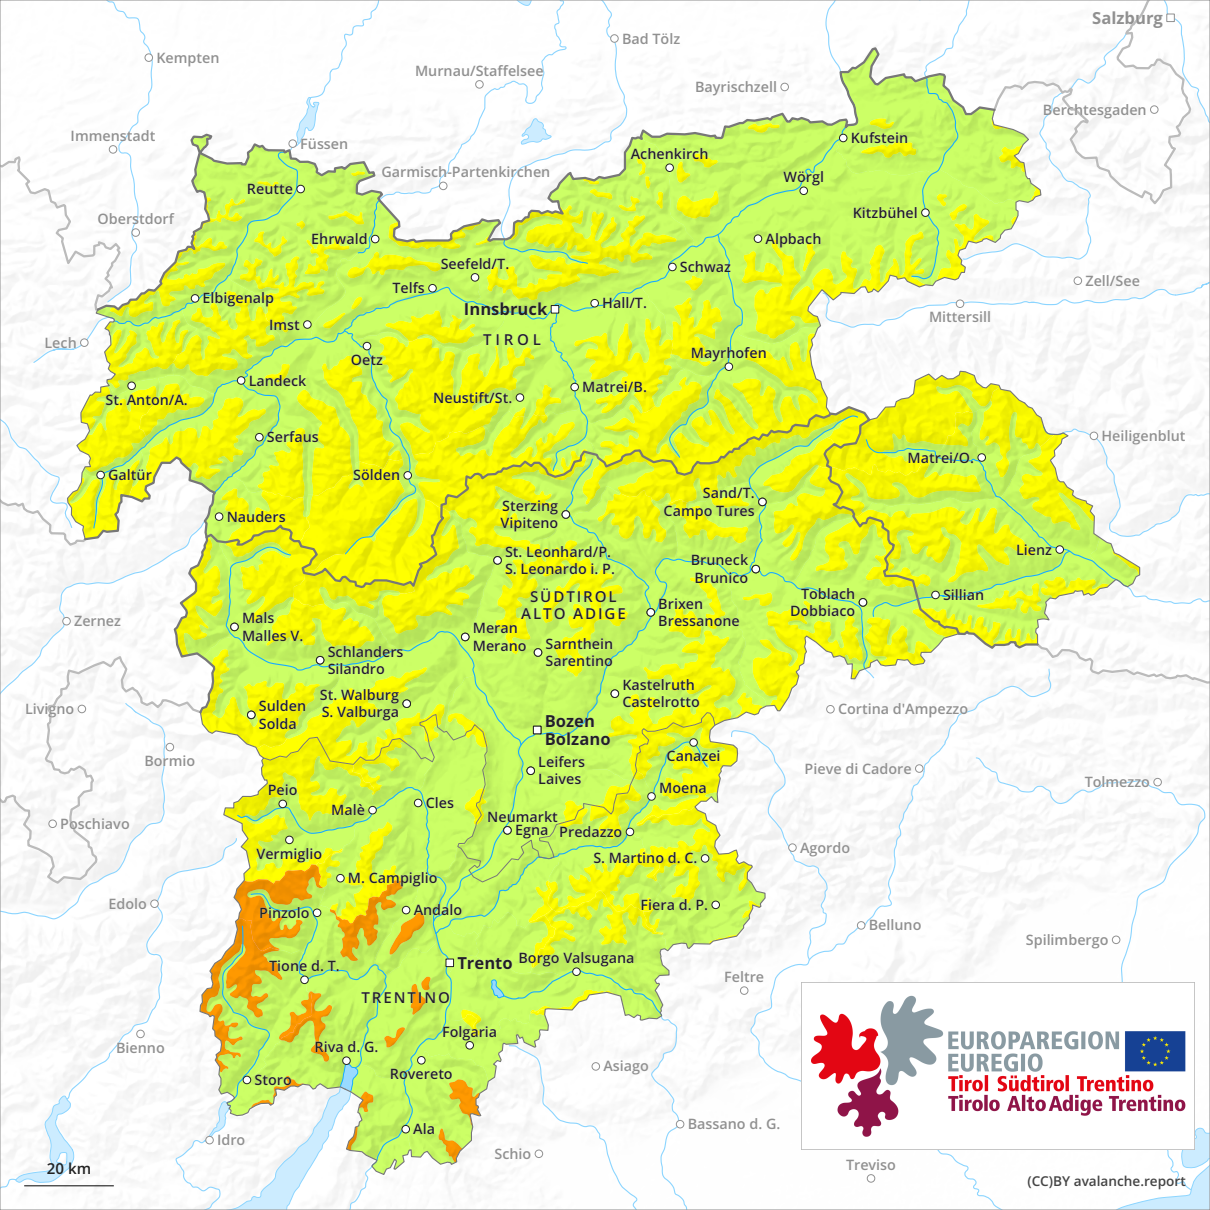 Salzburg
Bad Tölz
Kempten
Murnau/Staffelsee
Bayrischzell
Berchtesgaden
Immenstadt
Füssen
Kufstein
Achenkirch
Garmisch-Partenkirchen
Wörgl
Reutte
Oberstdorf
Kitzbühel
Ehrwald
Alpbach
Seefeld/T.
Schwaz
Zell/See
Telfs
Elbigenalp
Hall/T.
Innsbruck
Mittersill
Imst
TIROL
Lech
Oetz
Mayrhofen
Landeck
Matrei/B.
St. Anton/A.
Neustift/St.
Serfaus
Heiligenblut
Matrei/O.
Galtür
Sölden
Sand/T.
Campo Tures
Sterzing
Vipiteno
Nauders
Lienz
St. Leonhard/P.
S. Leonardo i. P.
Bruneck
Brunico
SÜDTIROL
ALTO ADIGE
Toblach
Dobbiaco
Sillian
Brixen
Bressanone
Zernez
Mals
Malles V.
Meran
Merano
Sarnthein
Sarentino
Schlanders
Silandro
Kastelruth
Castelrotto
St. Walburg
S. Valburga
Sulden
Solda
Livigno
Cortina d'Ampezzo
Bozen
Bolzano
Bormio
Canazei
Leifers
Laives
Pieve di Cadore
Tolmezzo
Peio
Moena
Malè
Cles
Poschiavo
Neumarkt
Egna
Predazzo
Vermiglio
S. Martino d. C.
Agordo
M. Campiglio
Edolo
Pinzolo
Andalo
Fiera d. P.
Belluno
Spilimbergo
Tione d. T.
Trento
Borgo Valsugana
Feltre
TRENTINO
Folgaria
Bienno
Riva d. G.
Rovereto
Asiago
Storo
EUROPAREGION
EUREGIO
Tirol Südtirol Trentino
Tirolo Alto Adige Trentino
Ala
Bassano d. G.
Idro
Schio
Treviso
20 km
(CC)BY avalanche.report